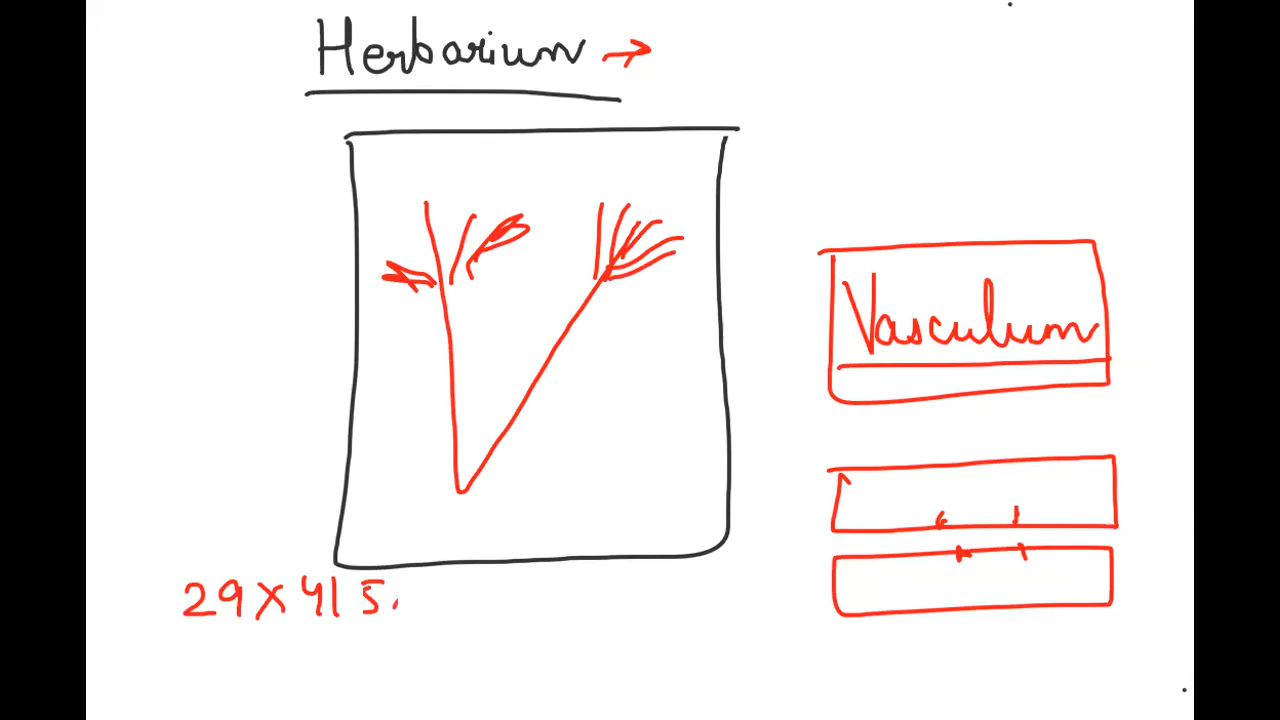 Herbarium →
Vasculum
29 X 41 5.